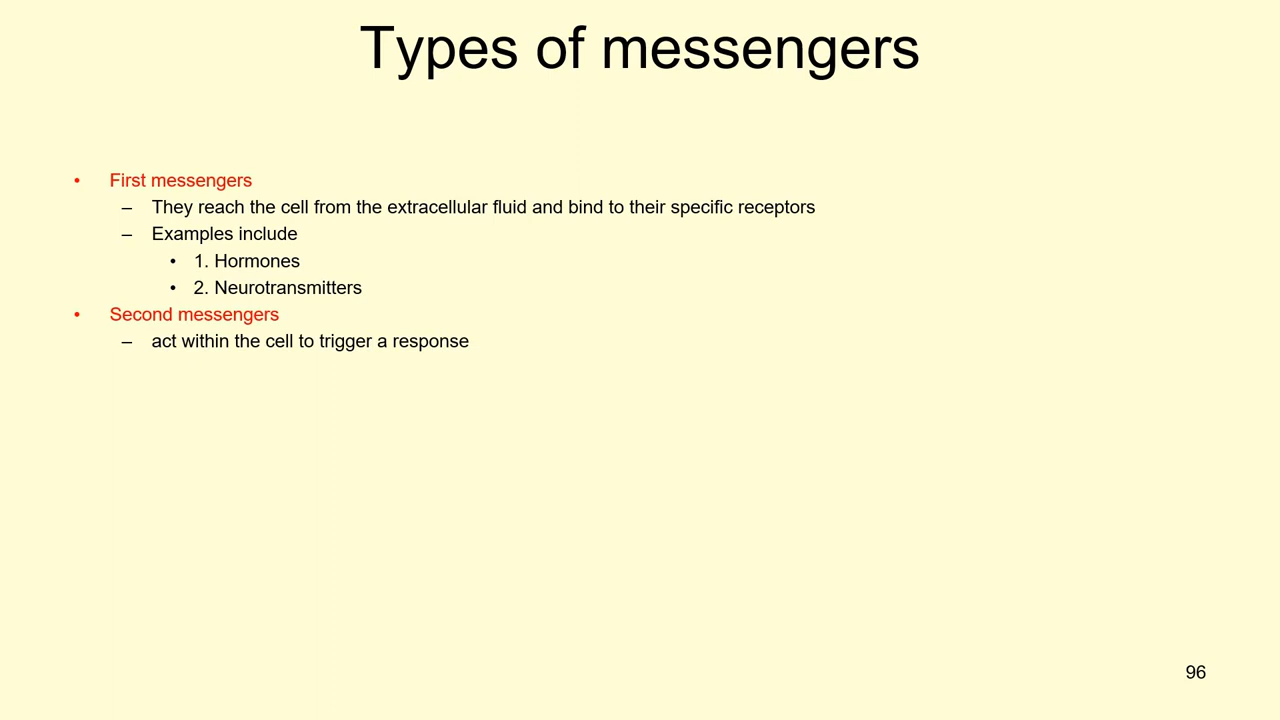 Types of messengers
• First messengers
– They reach the cell from the extracellular fluid and bind to their specific receptors
– Examples include
• 1. Hormones
• 2. Neurotransmitters
• Second messengers
– act within the cell to trigger a response
96